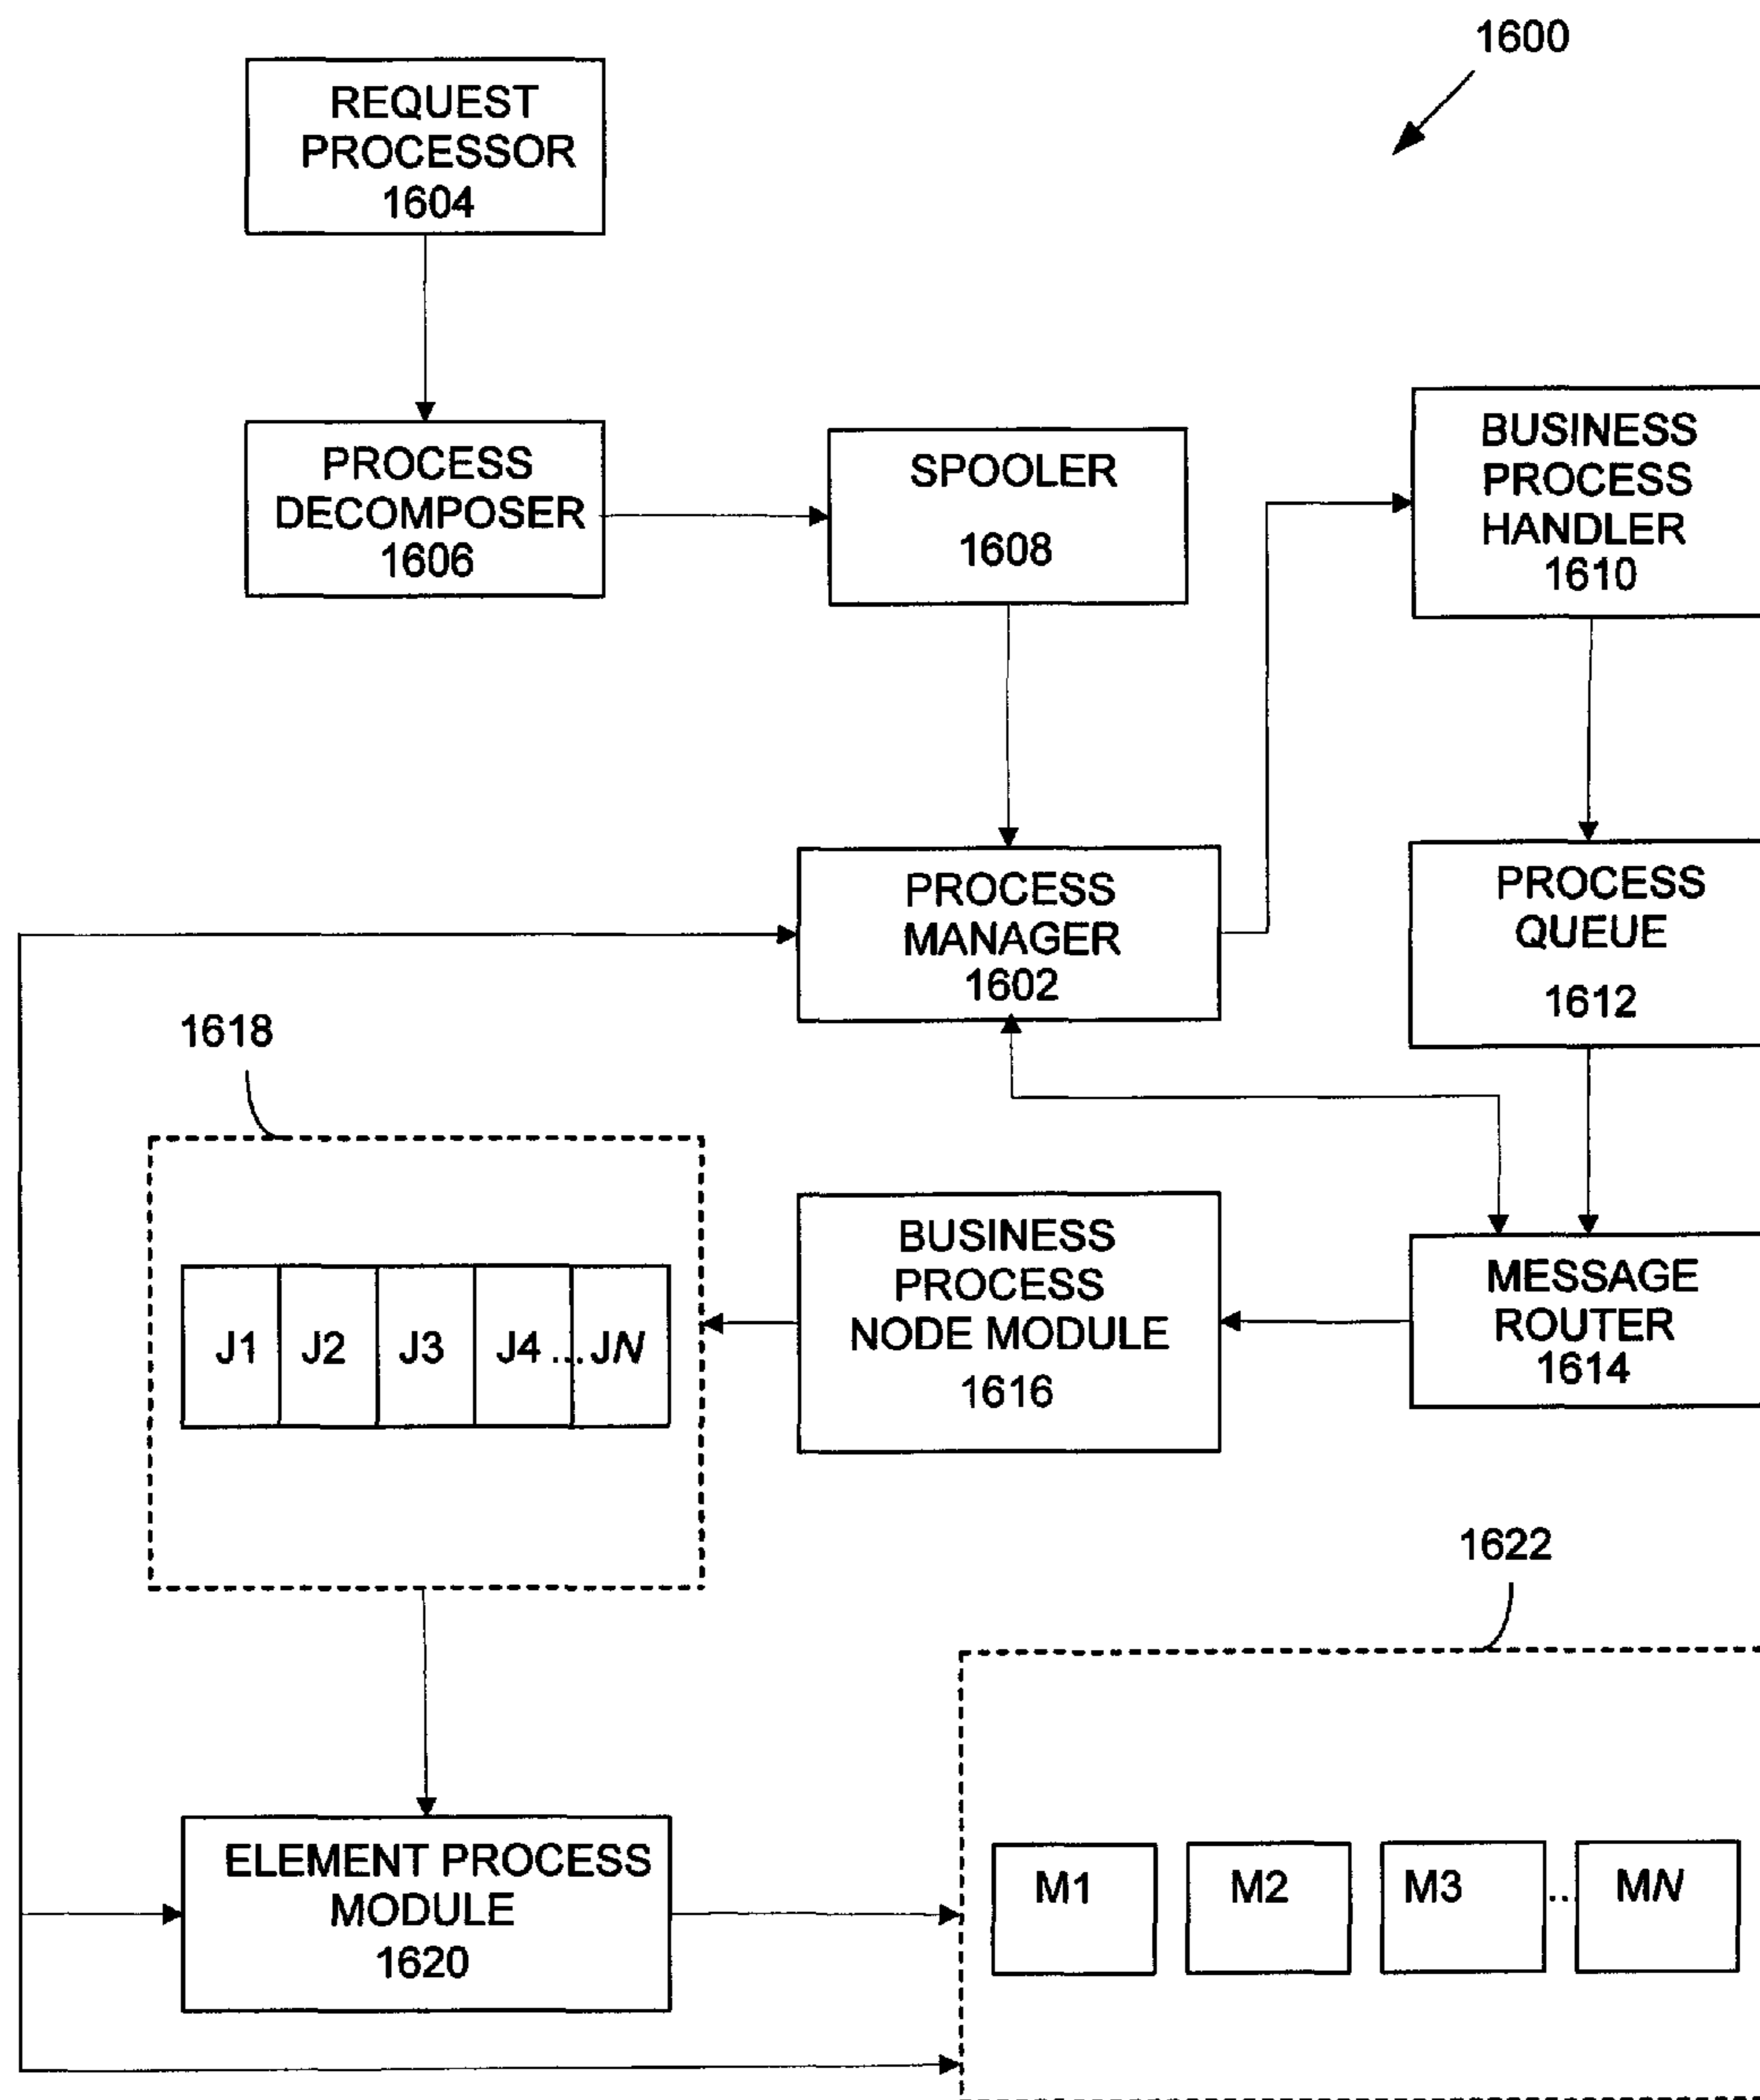 1600
REQUEST
PROCESSOR
1604
PROCESS
DECOMPOSER
1606
SPOOLER
1608
BUSINESS
PROCESS
HANDLER
1610
PROCESS
MANAGER
1602
PROCESS
QUEUE
1612
1618
J1 J2 J3 J4 ... JN
BUSINESS
PROCESS
NODE MODULE
1616
MESSAGE
ROUTER
1614
1622
ELEMENT PROCESS
MODULE
1620
M1 M2 M3 ... MN